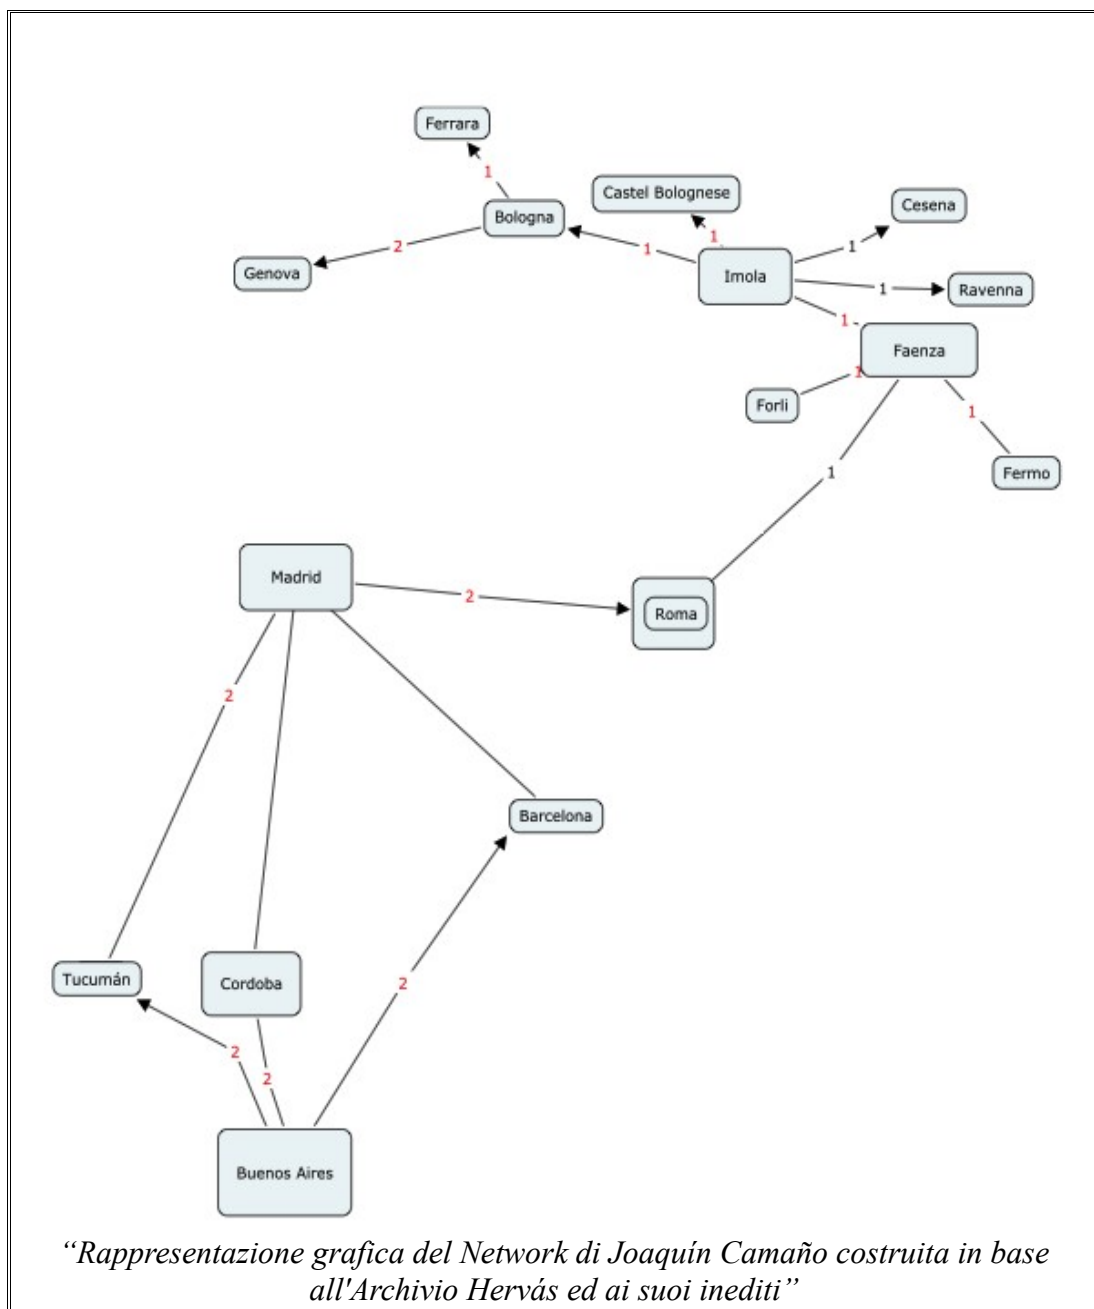 Ferrara
1
Castel Bolognese
Cesena
Bologna
1
2
1
1
Genova
Imola
1
Ravenna
1
Faenza
1
Forli
1
Fermo
1
Madrid
2
Roma
2
Barcelona
Tucumán
Cordoba
2
2
2
Buenos Aires
“Rappresentazione grafica del Network di Joaquín Camaño costruita in base
all'Archivio Hervás ed ai suoi inediti”